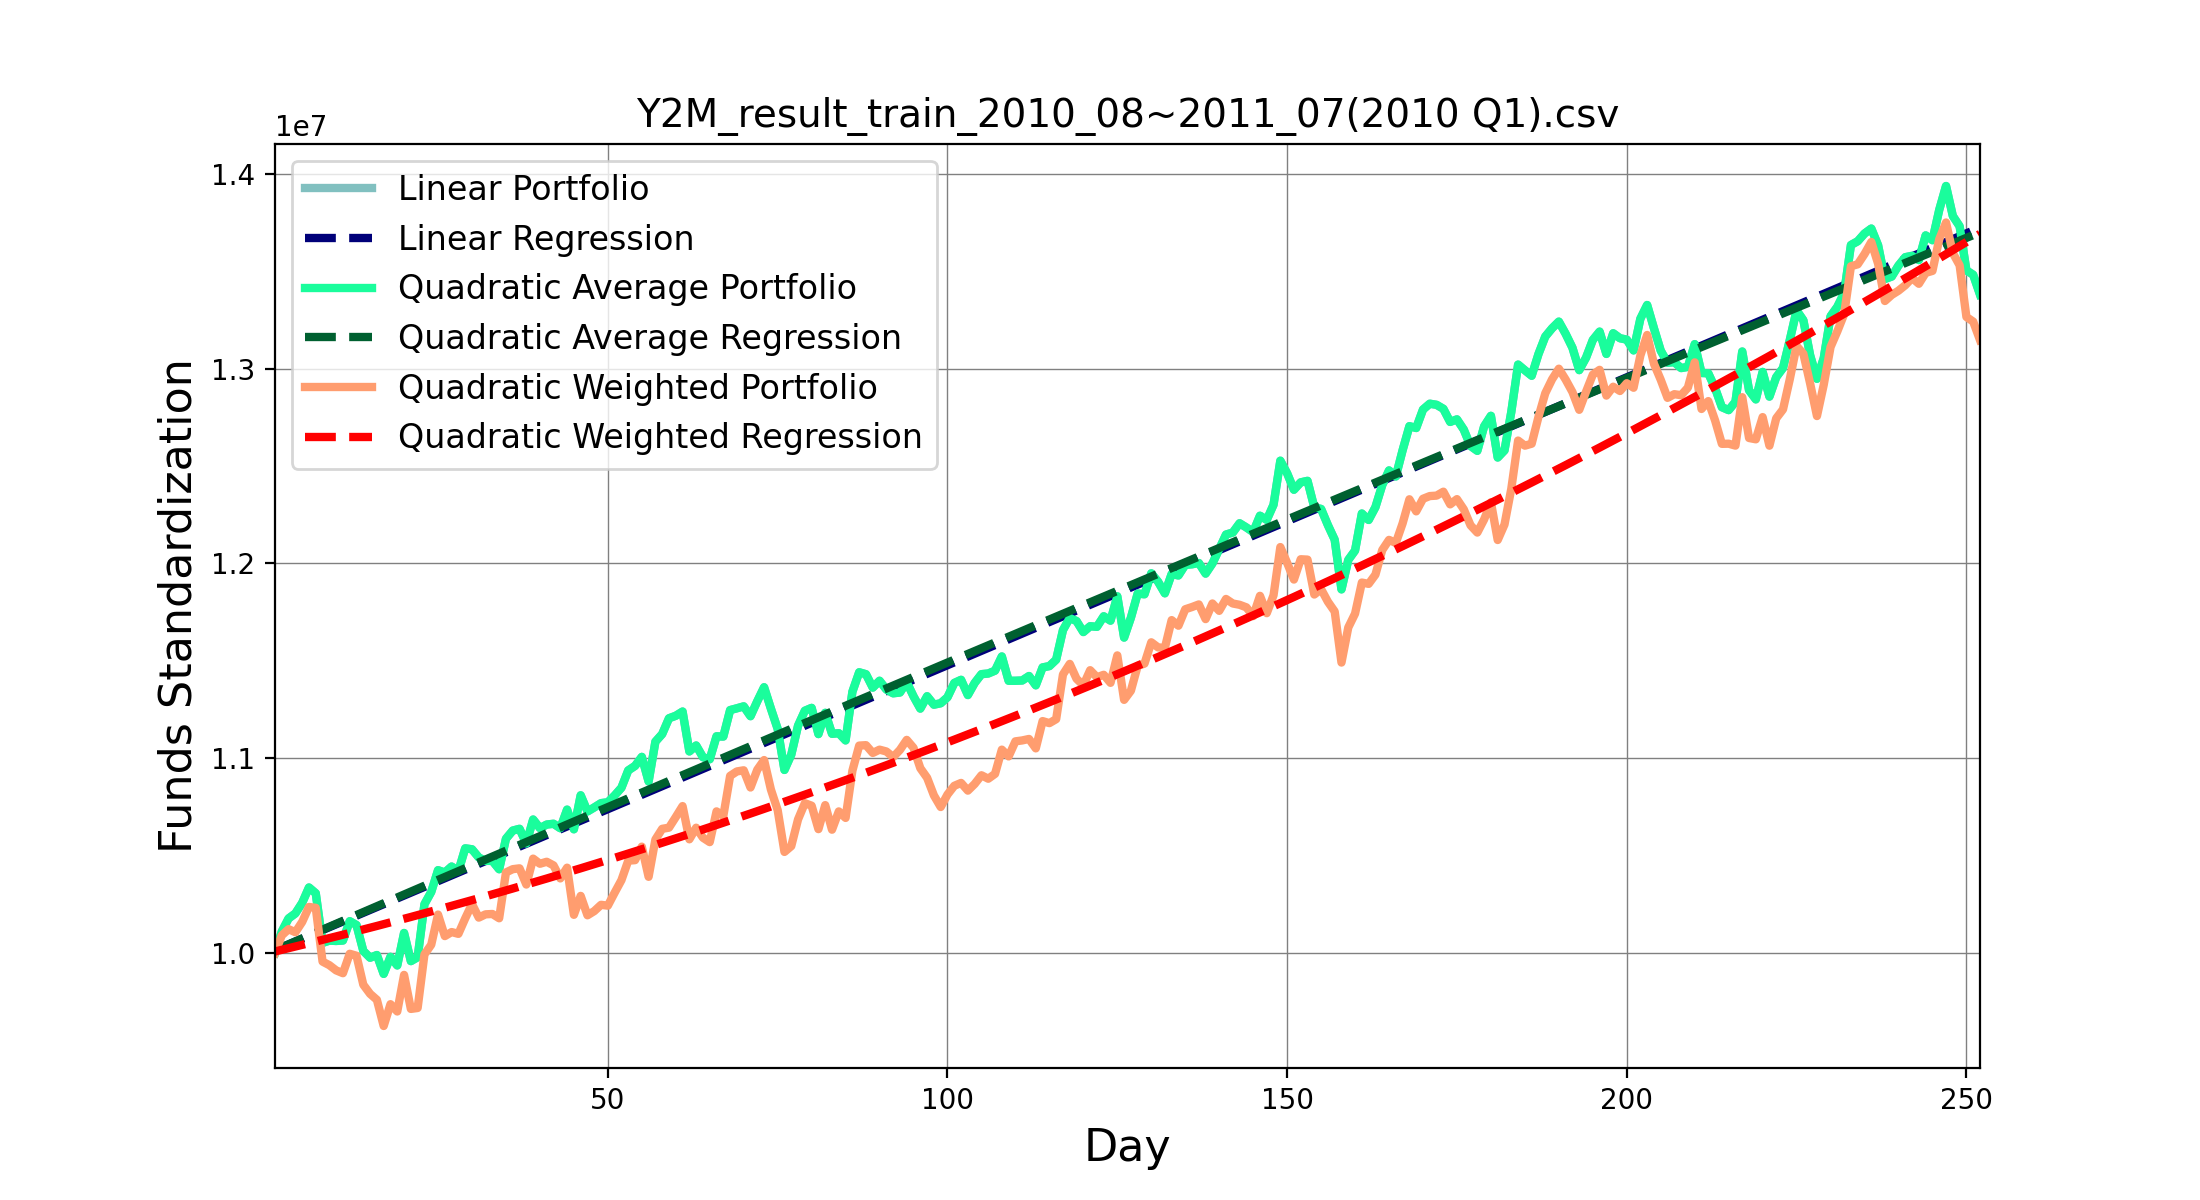 Y2M_result_train_2010_08~2011_07(2010 Q1).csv
1e7
1.4
1.3
1.2
1.1
1.0
Funds Standardization
Linear Portfolio
Linear Regression
Quadratic Average Portfolio
Quadratic Average Regression
Quadratic Weighted Portfolio
Quadratic Weighted Regression
50 100 150 200 250
Day